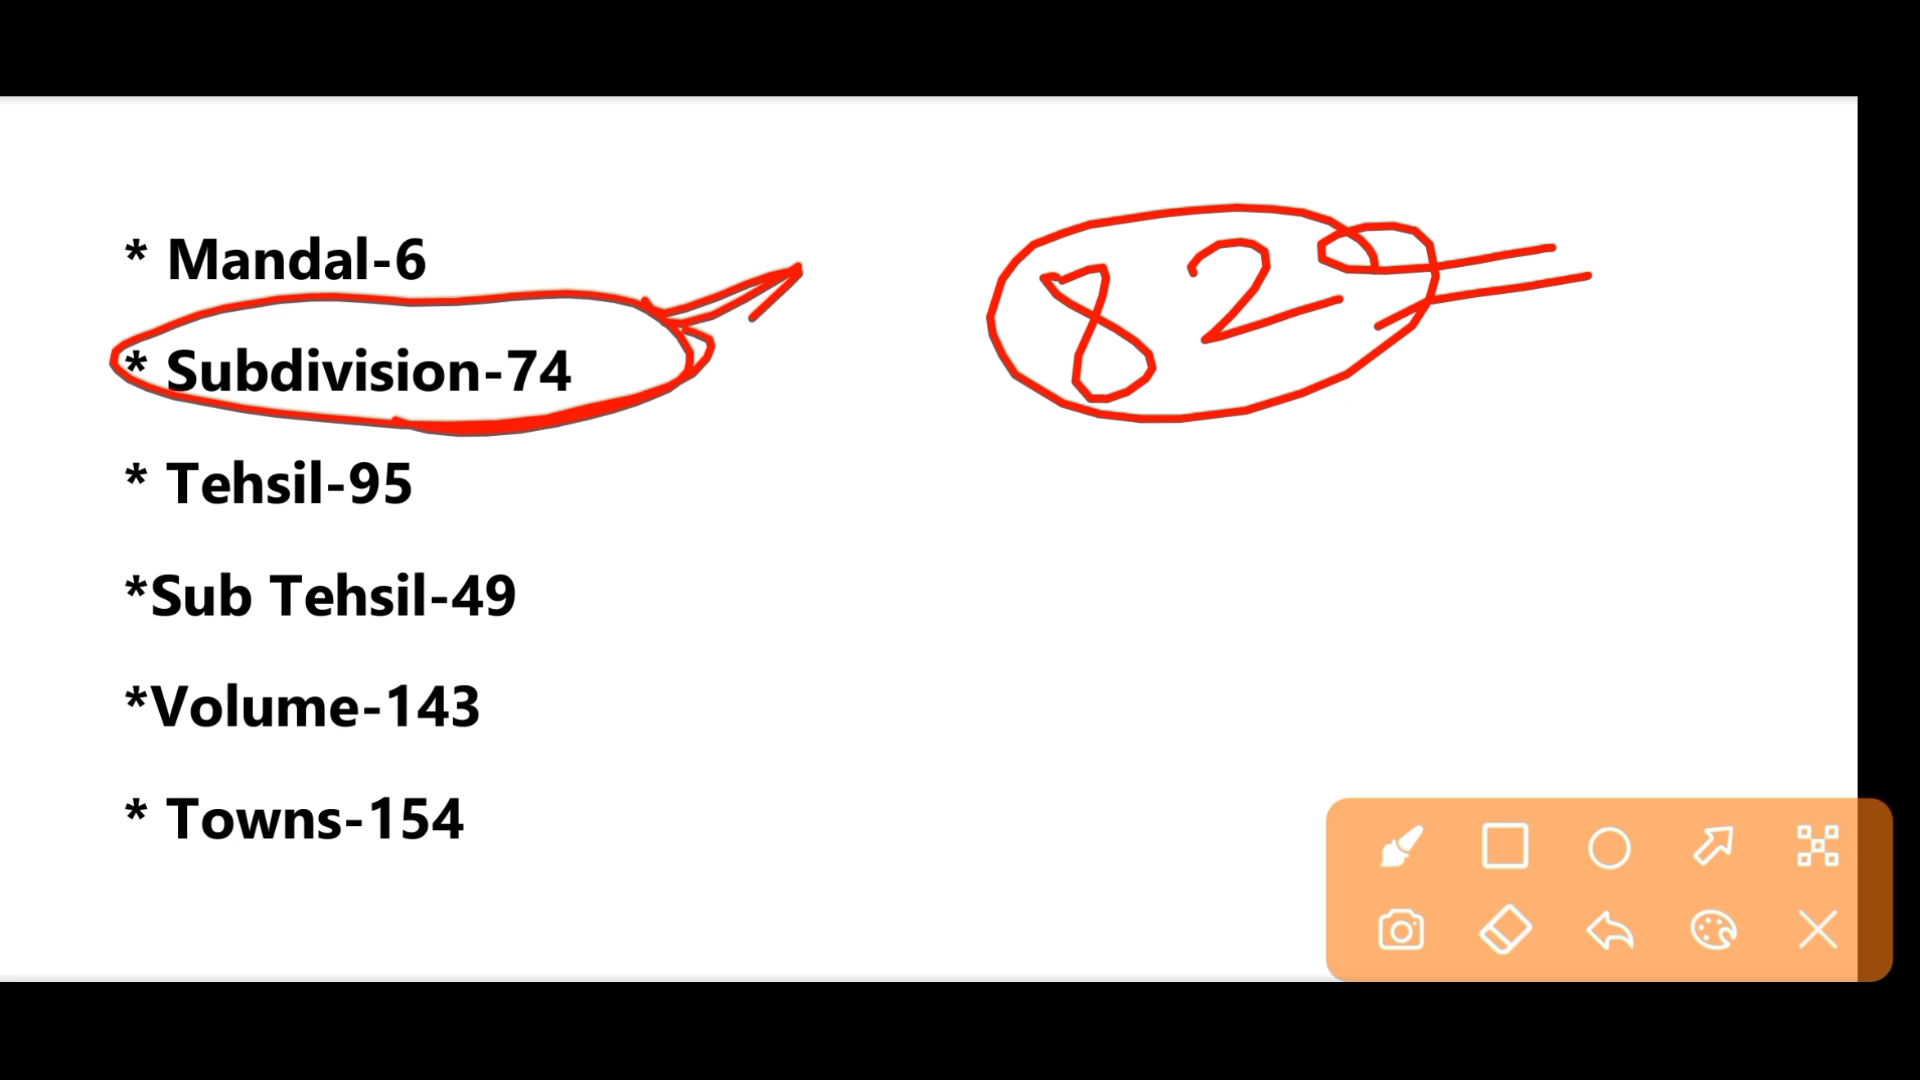 * Mandal-6
82
* Subdivision-74
* Tehsil-95
*Sub Tehsil-49
*Volume-143
* Towns-154